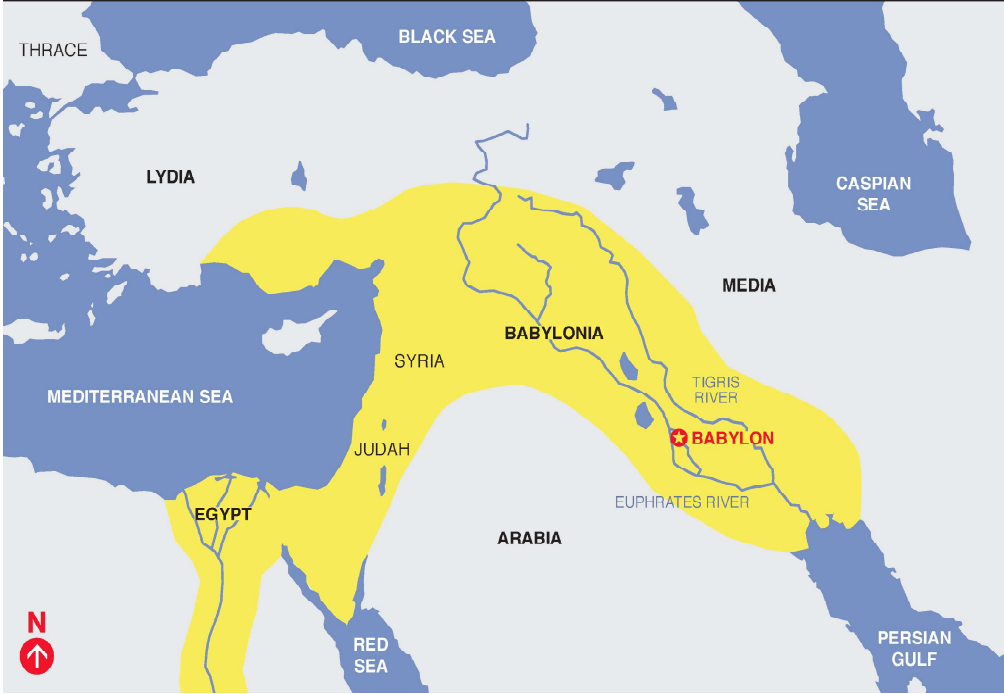 BLACK SEA
THRACE
LYDIA
CASPIAN
SEA
MEDIA
BABYLONIA
SYRIA
TIGRIS
RIVER
MEDITERRANEAN SEA
BABYLON
JUDAH
EUPHRATES RIVER
EGYPT
ARABIA
N
RED
SEA
PERSIAN
GULF